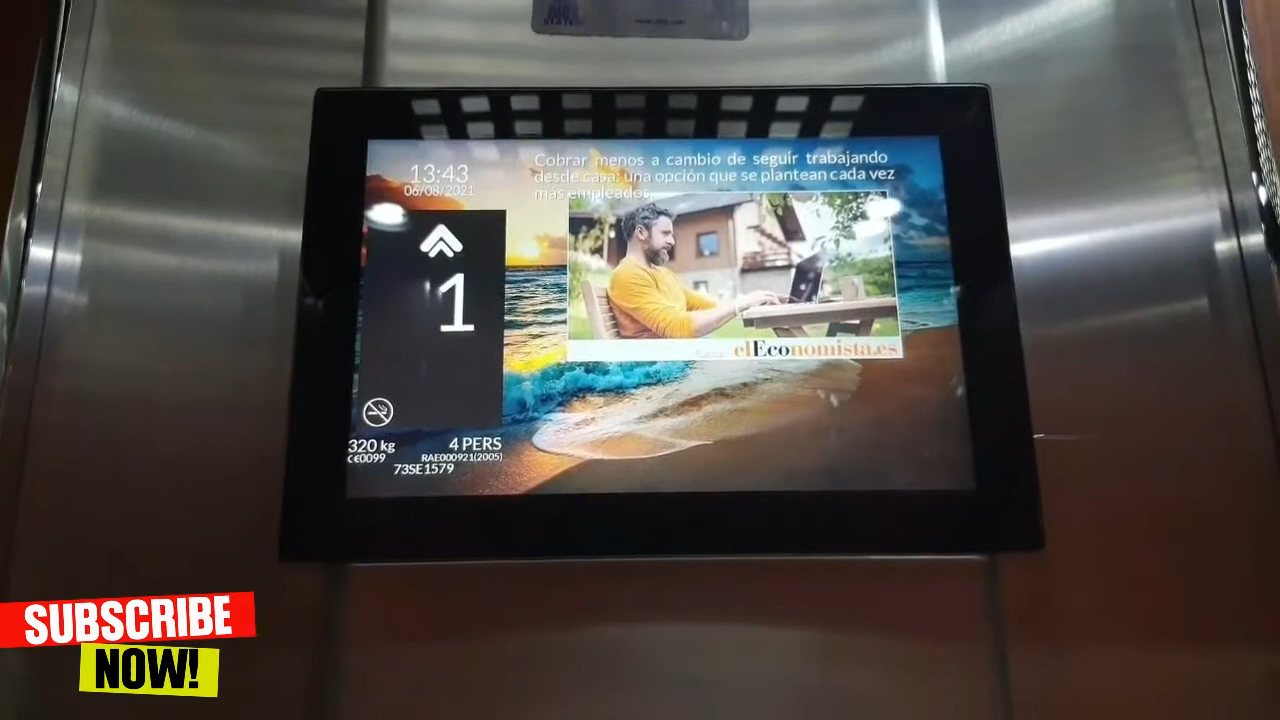 13:43
06/08/2021
Cobrar menos a cambio de seguir trabajando
desde casa: una opción que se plantean cada vez
más empleados
1
elEconomista.es
320 kg
4 PERS
CE0099
RAE000921(2005)
73SE1579
SUBSCRIBE
NOW!